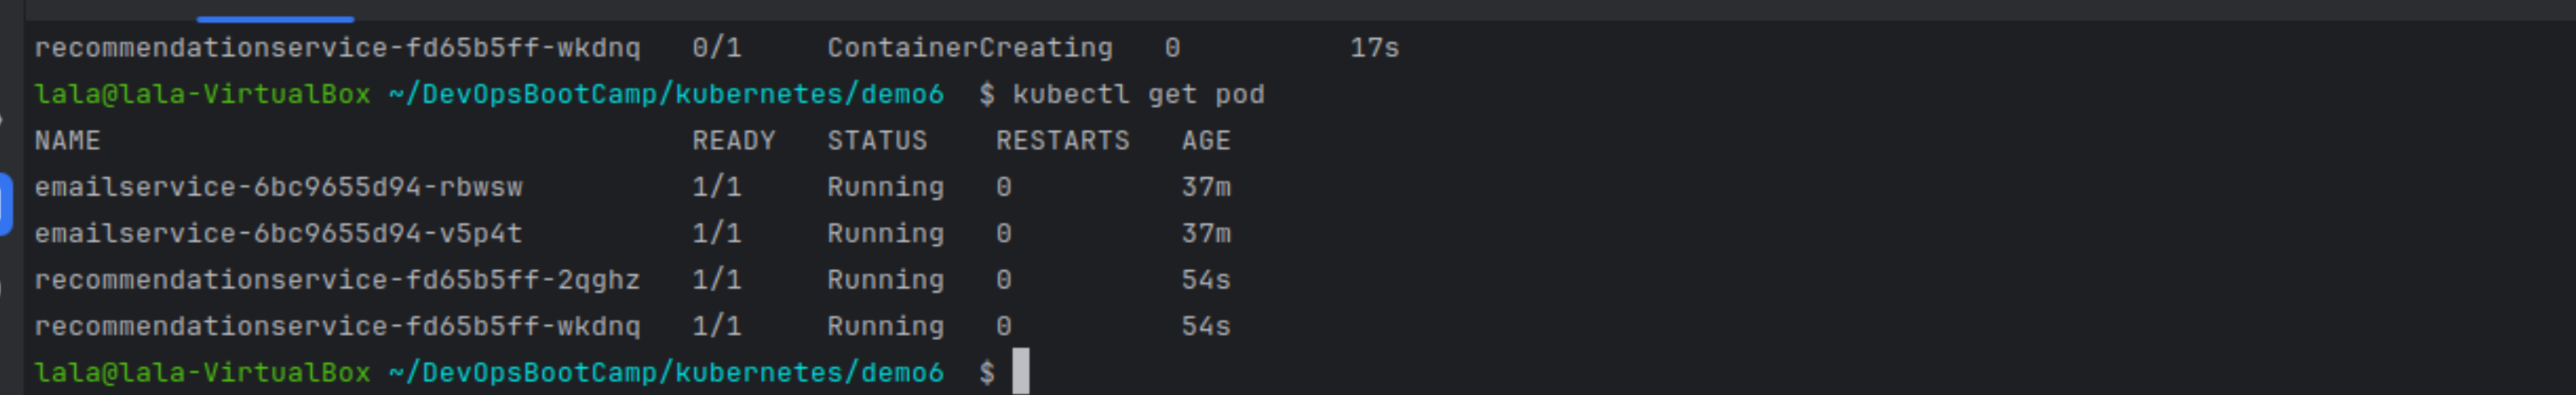 recommendationservice-fd65b5ff-wkdnq   0/1     ContainerCreating   0          17s
lala@lala-VirtualBox ~/DevOpsBootCamp/kubernetes/demo6  $ kubectl get pod
NAME                                   READY   STATUS    RESTARTS   AGE
emailservice-6bc9655d94-rbwsw          1/1     Running   0          37m
emailservice-6bc9655d94-v5p4t          1/1     Running   0          37m
recommendationservice-fd65b5ff-2qghz   1/1     Running   0          54s
recommendationservice-fd65b5ff-wkdnq   1/1     Running   0          54s
lala@lala-VirtualBox ~/DevOpsBootCamp/kubernetes/demo6  $